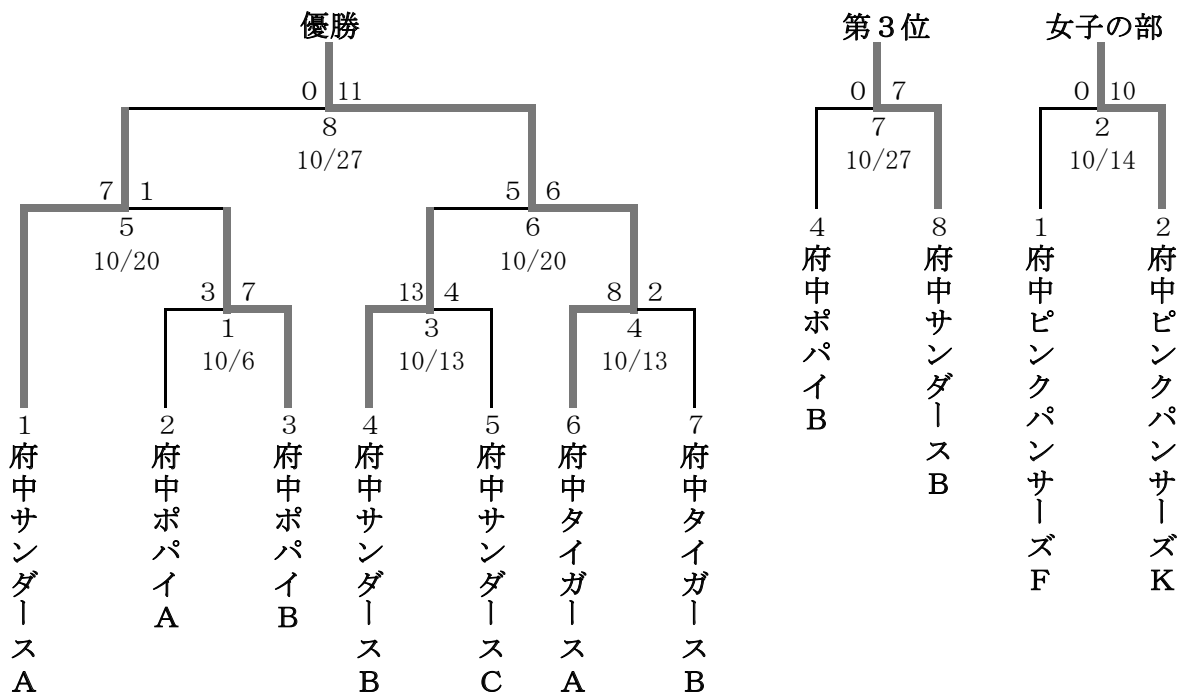 優勝
第３位
女子の部
０ 11
８
10/27
０ ７
７
10/27
０ 10
２
10/14
７ １
５
10/20
５ ６
６
10/20
３ ７
１
10/6
13 ４
３
10/13
８ ２
４
10/13
４
府中ポパイB
８
府中サンダースB
１
府中ピンクパンサーズF
２
府中ピンクパンサーズK
１
府中サンダースA
２
府中ポパイA
３
府中ポパイB
４
府中サンダースB
５
府中サンダースC
６
府中タイガースA
７
府中タイガースB